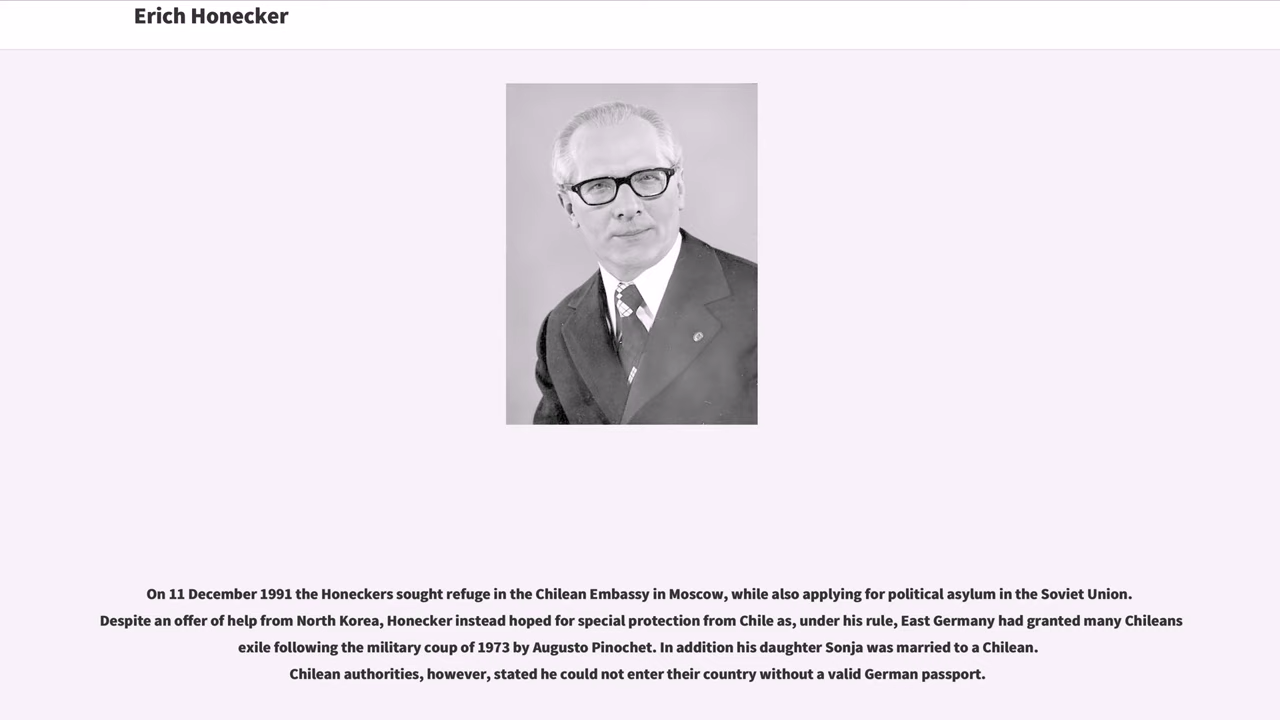 Erich Honecker
On 11 December 1991 the Honeckers sought refuge in the Chilean Embassy in Moscow, while also applying for political asylum in the Soviet Union.
Despite an offer of help from North Korea, Honecker instead hoped for special protection from Chile as, under his rule, East Germany had granted many Chileans
exile following the military coup of 1973 by Augusto Pinochet. In addition his daughter Sonja was married to a Chilean.
Chilean authorities, however, stated he could not enter their country without a valid German passport.